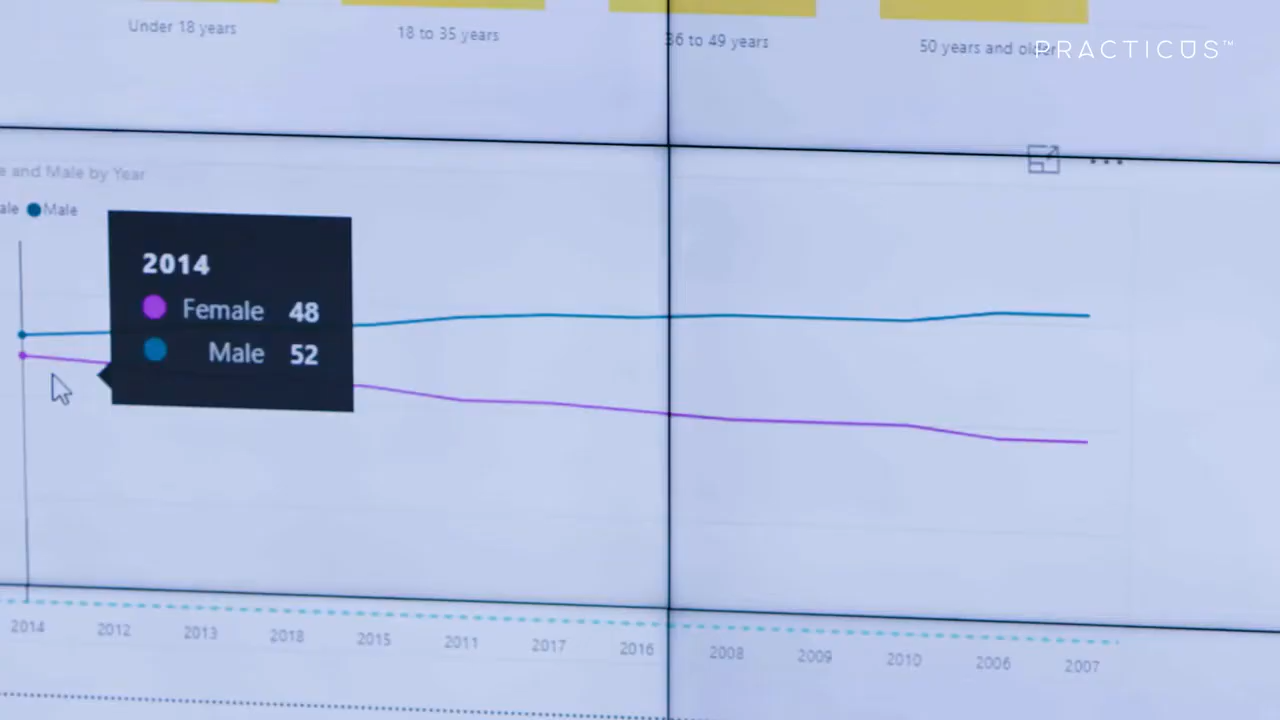 Under 18 years
18 to 35 years
36 to 49 years
50 years and older
PRACTICUS™
e and Male by Year
ale Male
2014
Female 48
Male 52
2014 2012 2013 2018 2015 2011 2017 2016 2008 2009 2010 2006 2007